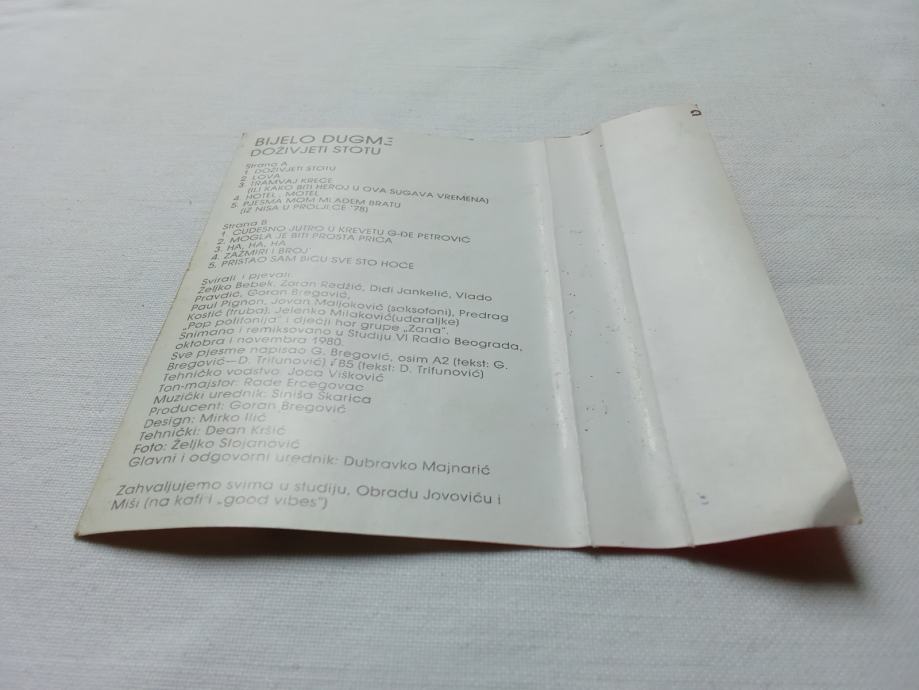 BIJELO DUGME
DOŽIVJETI STOTU
Strana A
1. DOŽIVJETI STOTU
2. LOVA
3. TRAMVAJ KREĆE
(ILI KAKO BITI HEROJ U OVA ŠUGAVA VREMENA)
4. HOTEL, MOTEL
5. PJESMA MOM MLAĐEM BRATU
(IZ NIŠA U PROLJEĆE '78)
Strana B
1. ČUDESNO JUTRO U KREVETU G-ĐE PETROVIĆ
2. MOGLA JE BITI PROSTA PRIČA
3. HA, HA, HA
4. ZAŽMIRI I BROJ
5. PRISTAO SAM BIĆU SVE ŠTO HOĆE
Svirali i pjevali:
Željko Bebek, Zoran Redžić, Điđi Jankelić, Vlado
Pravdić, Goran Bregović,
Paul Pignon, Jovan Maljoković (saksofoni), Predrag
Kostić (truba), Jelenko Milaković(udaraljke)
„Pop polifonija" i dječji hor grupe „Zana".
Snimano i remiksovano u Studiju VI Radio Beograda,
oktobra i novembra 1980.
Sve pjesme napisao G. Bregović, osim A2 (tekst: G.
Bregović—D. Trifunović) i B5 (tekst: D. Trifunović)
Tehničko vodstvo: Joca Višković
Ton-majstor: Rade Ercegovac
Muzički urednik: Siniša Škarica
Producent: Goran Bregović
Design: Mirko Ilić
Tehnički: Dean Kršić
Foto: Željko Stojanović
Glavni i odgovorni urednik: Dubravko Majnarić
Zahvaljujemo svima u studiju, Obradu Jovoviću i
Miši (na kafi i „good vibes")